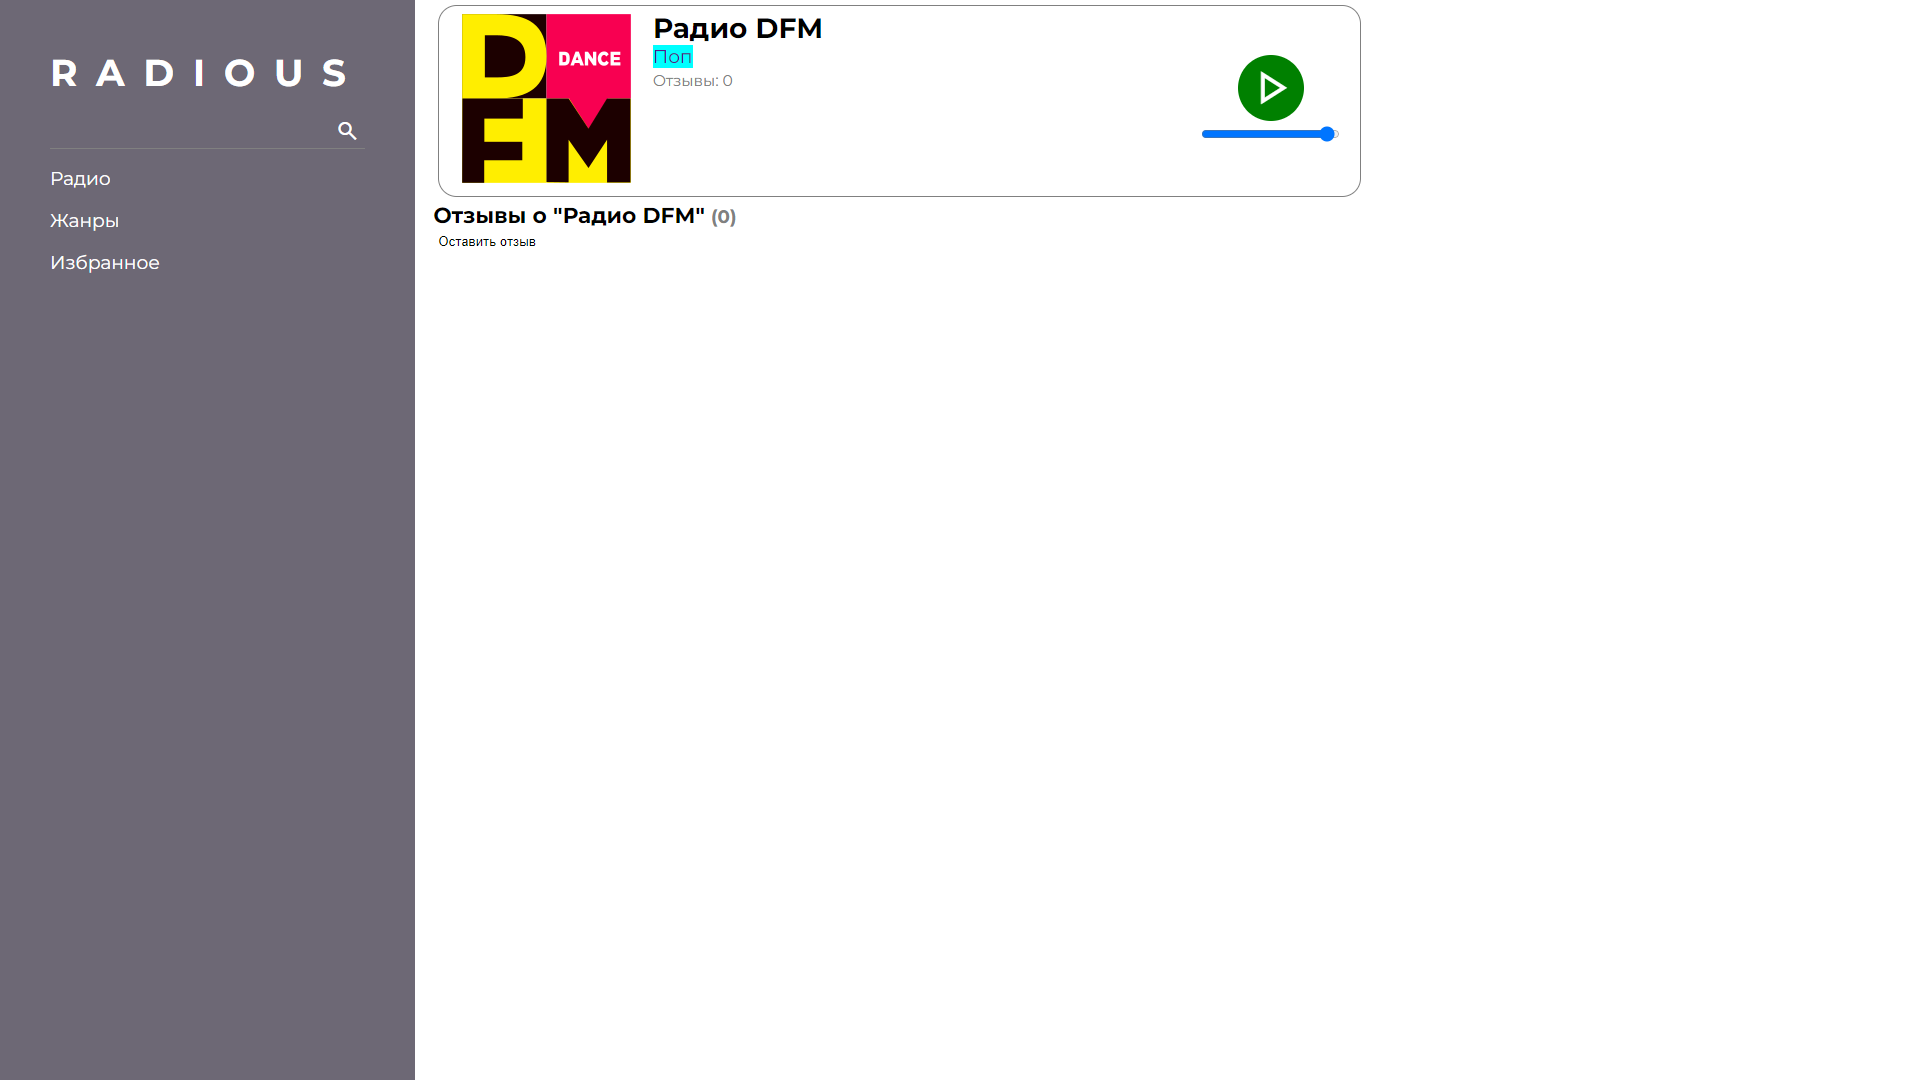 RADIOUS
Радио
Жанры
Избранное
D DANCE
FM
Радио DFM
Поп
Отзывы: 0
Отзывы о "Радио DFM" (0)
Оставить отзыв